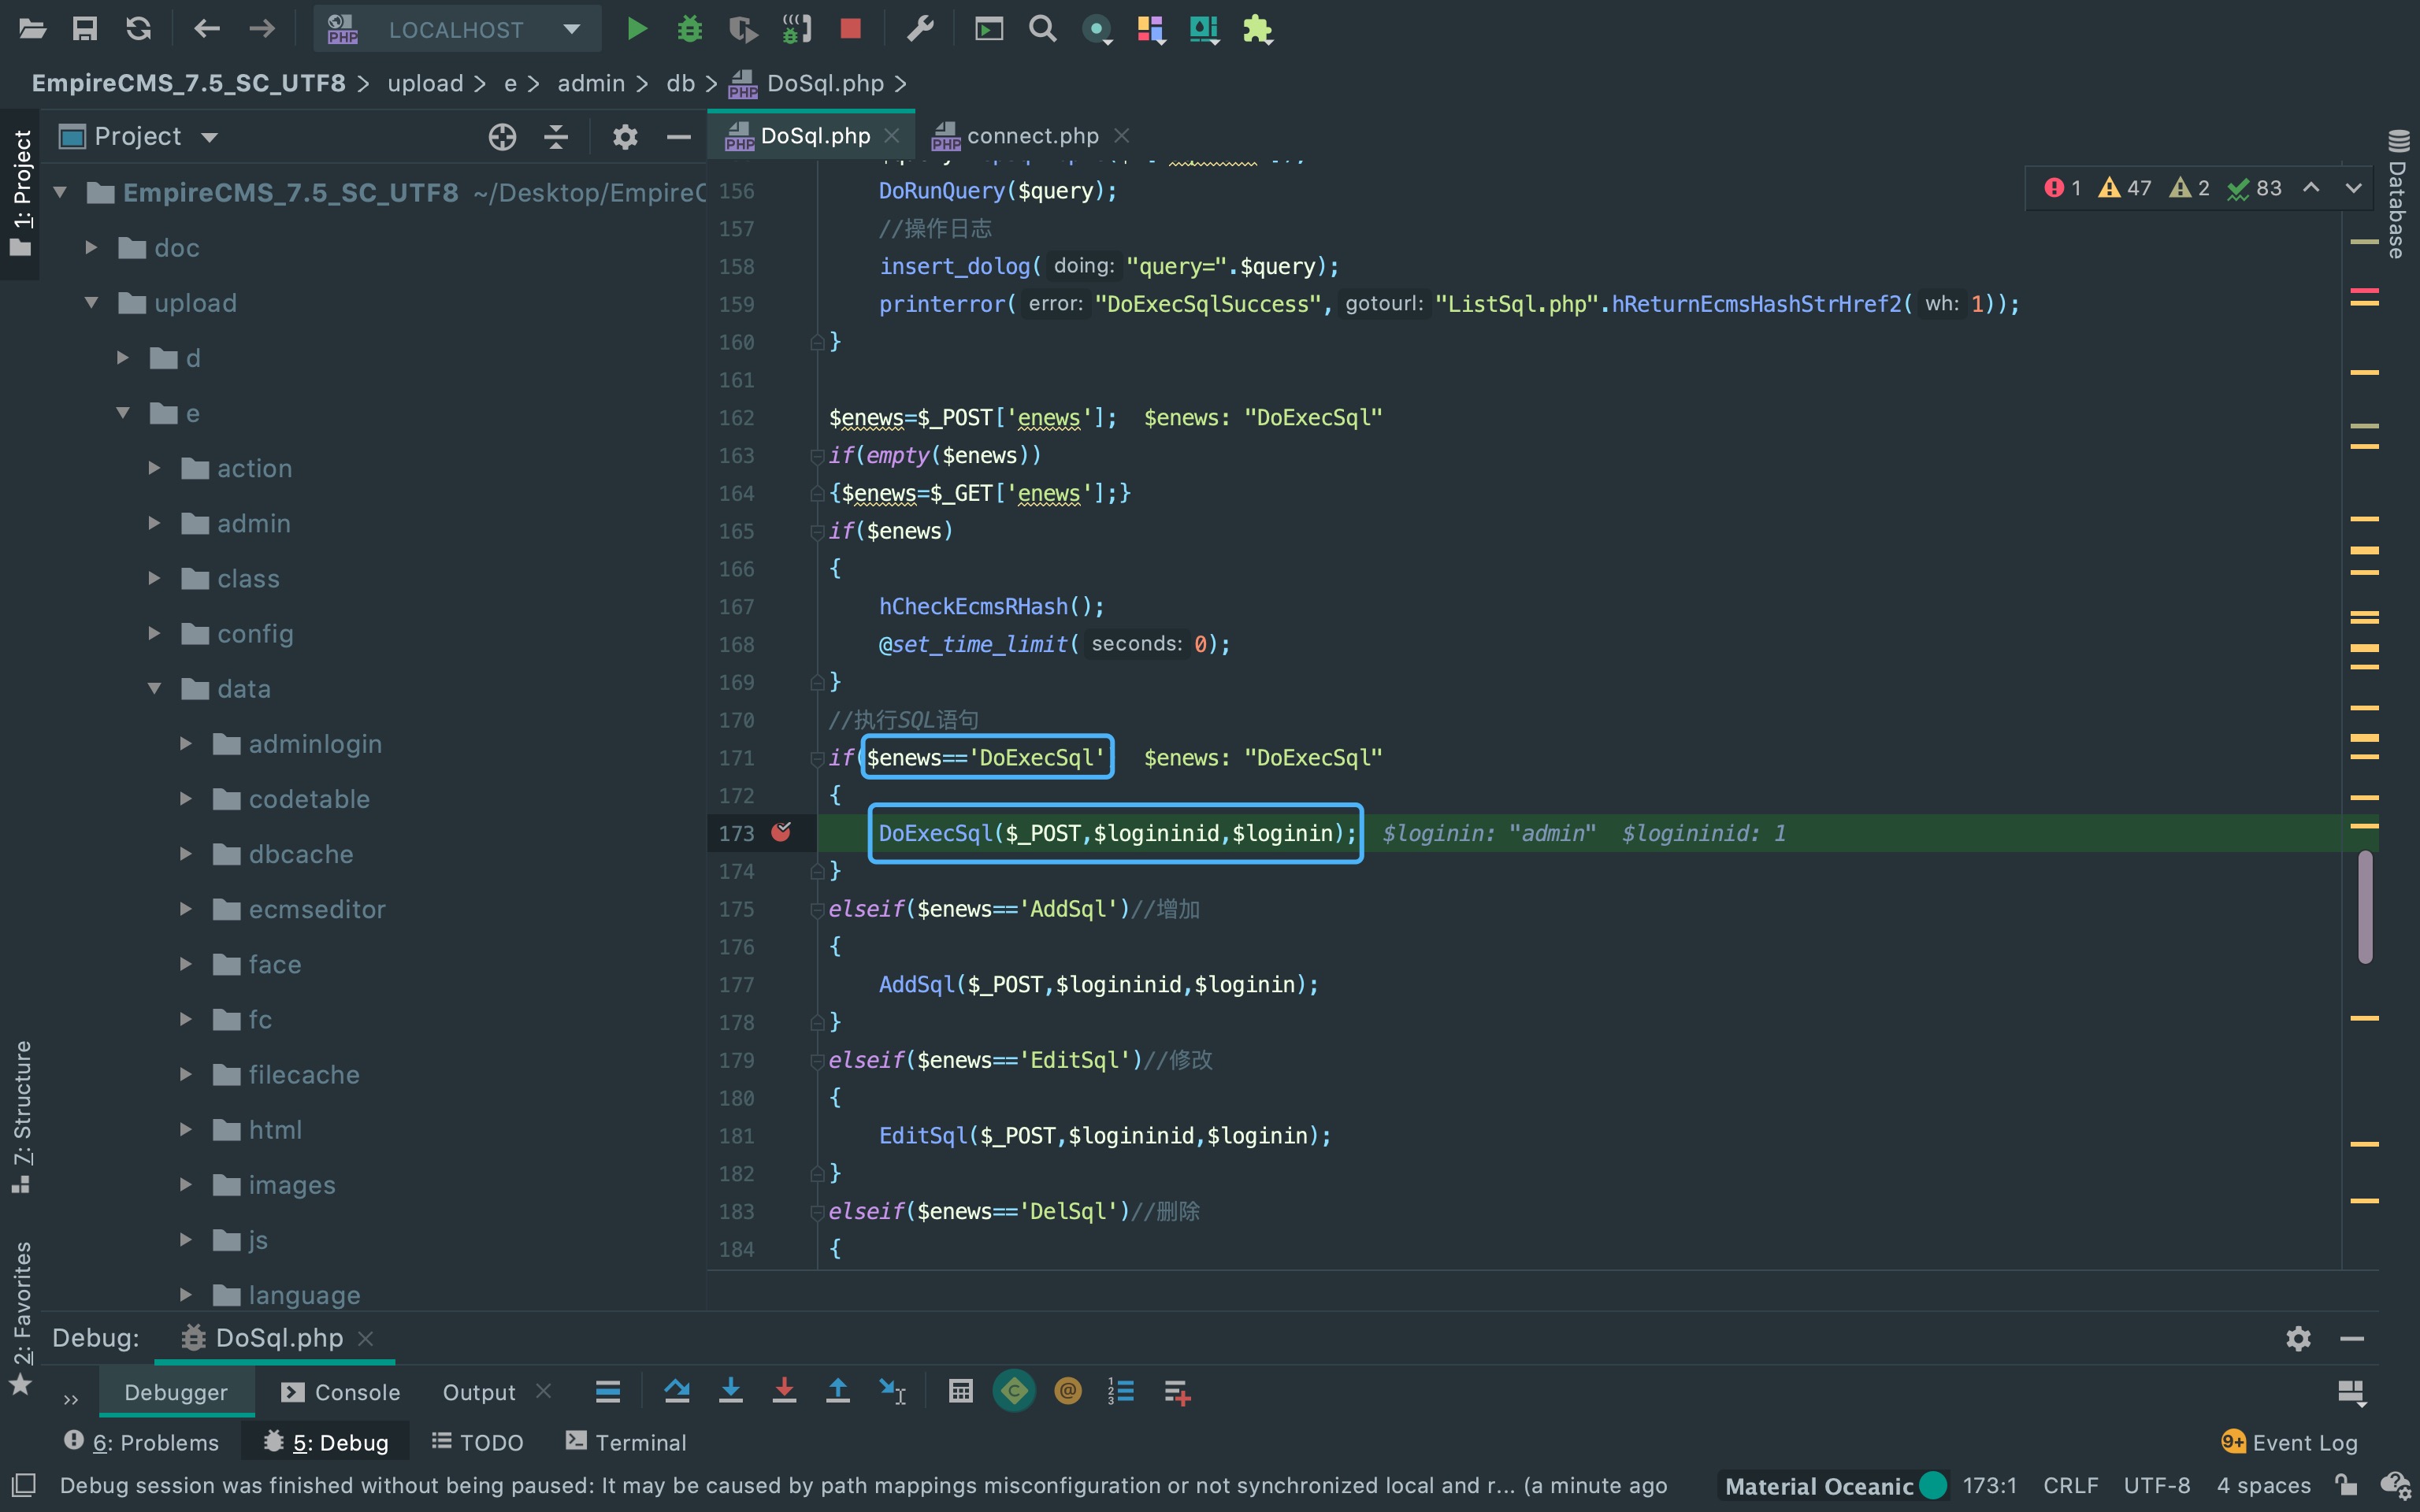 LOCALHOST
EmpireCMS_7.5_SC_UTF8 > upload > e > admin > db > DoSql.php >
1: Project
Project
DoSql.php
connect.php
EmpireCMS_7.5_SC_UTF8 ~/Desktop/EmpireC
doc
upload
d
e
action
admin
class
config
data
adminlogin
codetable
dbcache
ecmseditor
face
fc
filecache
html
images
js
language
1 47 2 83
Database
156 DoRunQuery($query);
157 //操作日志
158 insert_dolog( doing: "query=".$query);
159 printerror( error: "DoExecSqlSuccess", gotourl: "ListSql.php".hReturnEcmsHashStrHref2( wh: 1));
160 }
161
162 $enews=$_POST['enews']; $enews: "DoExecSql"
163 if(empty($enews))
164 {$enews=$_GET['enews'];}
165 if($enews)
166 {
167 hCheckEcmsRHash();
168 @set_time_limit( seconds: 0);
169 }
170 //执行SQL语句
171 if($enews=='DoExecSql' $enews: "DoExecSql"
172 {
173 DoExecSql($_POST,$logininid,$loginin); $loginin: "admin" $logininid: 1
174 }
175 elseif($enews=='AddSql')//增加
176 {
177 AddSql($_POST,$logininid,$loginin);
178 }
179 elseif($enews=='EditSql')//修改
180 {
181 EditSql($_POST,$logininid,$loginin);
182 }
183 elseif($enews=='DelSql')//删除
184 {
7: Structure
2: Favorites
Debug: DoSql.php
Debugger Console Output
6: Problems 5: Debug TODO Terminal
9+ Event Log
Debug session was finished without being paused: It may be caused by path mappings misconfiguration or not synchronized local and r... (a minute ago
Material Oceanic 173:1 CRLF UTF-8 4 spaces